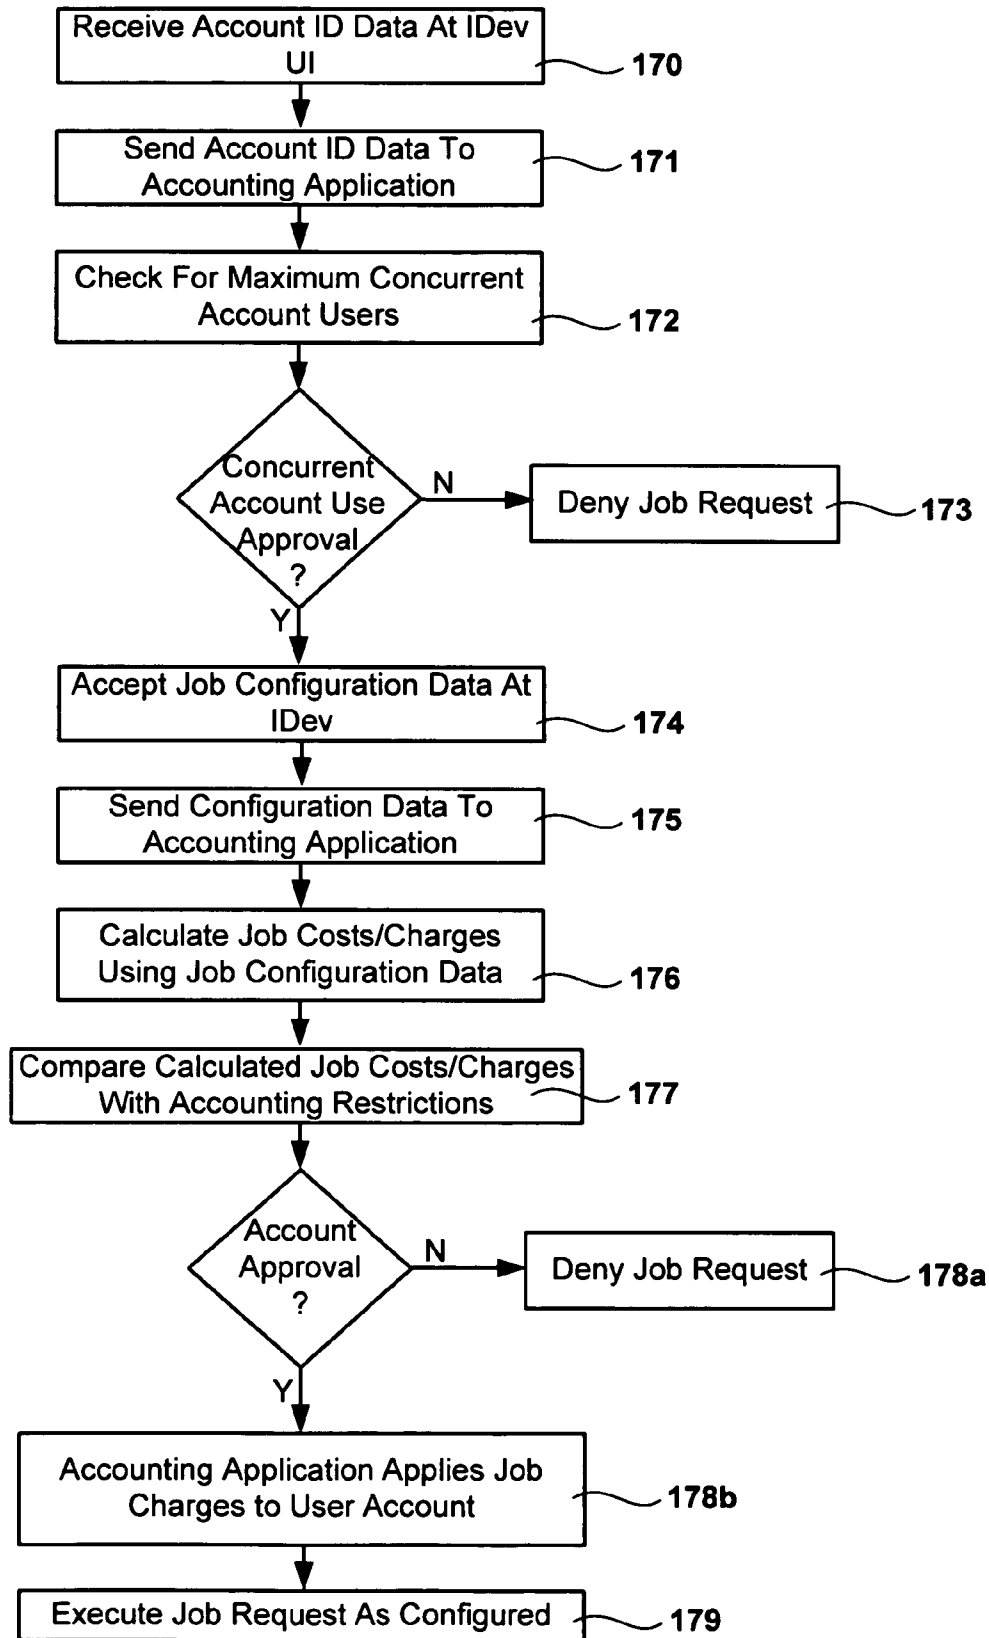 Receive Account ID Data At IDev
UI
170
Send Account ID Data To
Accounting Application
171
Check For Maximum Concurrent
Account Users
172
Concurrent
Account Use
Approval
?
N
Deny Job Request
173
Y
Accept Job Configuration Data At
IDev
174
Send Configuration Data To
Accounting Application
175
Calculate Job Costs/Charges
Using Job Configuration Data
176
Compare Calculated Job Costs/Charges
With Accounting Restrictions
177
Account
Approval
?
N
Deny Job Request
178a
Y
Accounting Application Applies Job
Charges to User Account
178b
Execute Job Request As Configured
179